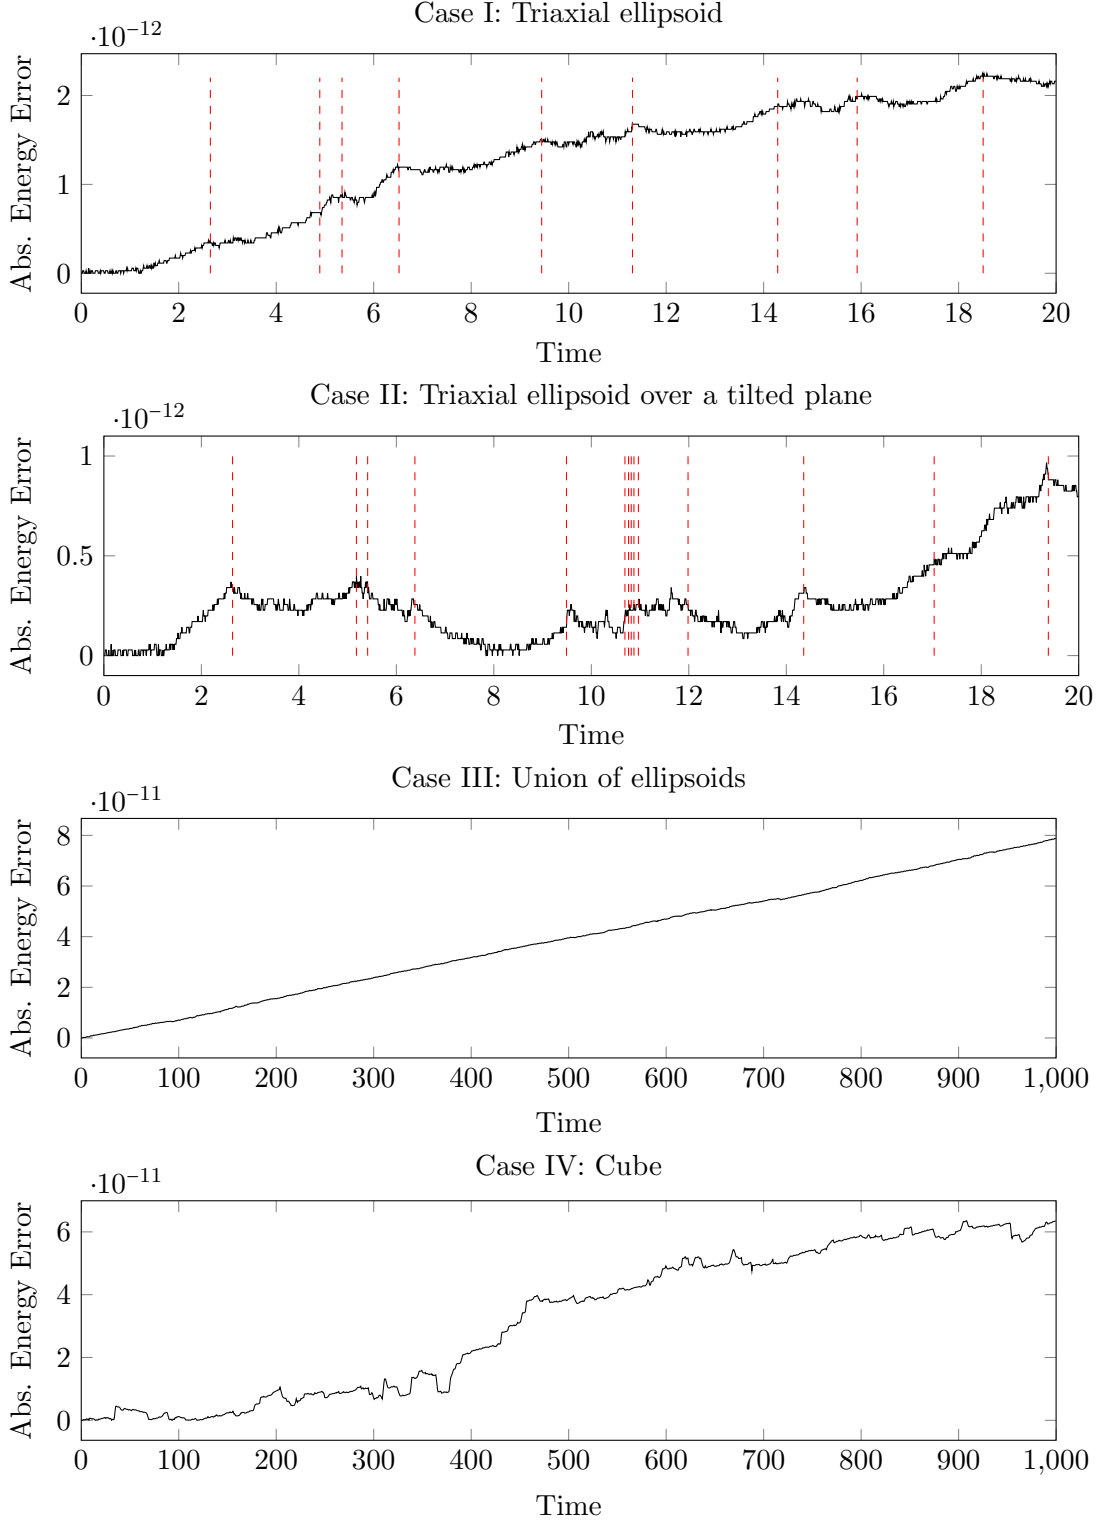 Case I: Triaxial ellipsoid
·10−12
Abs. Energy Error
2
1
0
0 2 4 6 8 10 12 14 16 18 20
Time
Case II: Triaxial ellipsoid over a tilted plane
·10−12
Abs. Energy Error
1
0.5
0
0 2 4 6 8 10 12 14 16 18 20
Time
Case III: Union of ellipsoids
·10−11
Abs. Energy Error
8
6
4
2
0
0 100 200 300 400 500 600 700 800 900 1,000
Time
Case IV: Cube
·10−11
Abs. Energy Error
6
4
2
0
0 100 200 300 400 500 600 700 800 900 1,000
Time